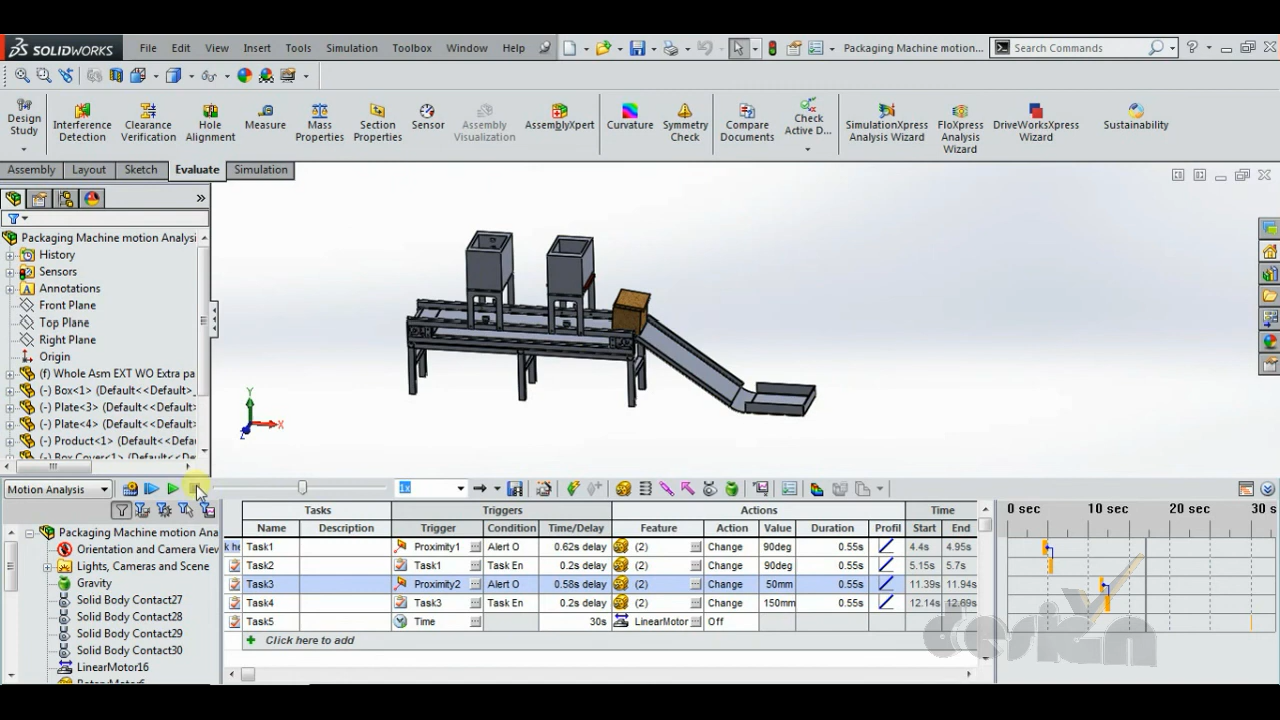 SOLIDWORKS File Edit View Insert Tools Simulation Toolbox Window Help Packaging Machine motion... Search Commands
Design Study
Interference Detection
Clearance Verification
Hole Alignment
Measure
Mass Properties
Section Properties
Sensor
Assembly Visualization
AssemblyXpert
Curvature
Symmetry Check
Compare Documents
Check Active D...
SimulationXpress Analysis Wizard
FloXpress Analysis Wizard
DriveWorksXpress Wizard
Sustainability
Assembly Layout Sketch Evaluate Simulation
Packaging Machine motion Analysi
History
Sensors
Annotations
Front Plane
Top Plane
Right Plane
Origin
(f) Whole Asm EXT WO Extra pa
(-) Box<1> (Default<<Default>_
(-) Plate<3> (Default<<Default>
(-) Plate<4> (Default<<Default>
(-) Product<1> (Default<<Defau
(-) Box Cover<1> (Default<<Def
Y
X
Z
Motion Analysis 1x
Packaging Machine motion Ana
Orientation and Camera View
Lights, Cameras and Scene
Gravity
Solid Body Contact27
Solid Body Contact28
Solid Body Contact29
Solid Body Contact30
LinearMotor16
RotaryMotor6
Tasks Triggers Actions Time
Name Description Trigger Condition Time/Delay Feature Action Value Duration Profil Start End
Task1 Proximity1 Alert O 0.62s delay (2) Change 90deg 0.55s 4.4s 4.95s
Task2 Task1 Task En 0.2s delay (2) Change 90deg 0.55s 5.15s 5.7s
Task3 Proximity2 Alert O 0.58s delay (2) Change 50mm 0.55s 11.39s 11.94s
Task4 Task3 Task En 0.2s delay (2) Change 150mm 0.55s 12.14s 12.69s
Task5 Time 30s LinearMotor Off
Click here to add
0 sec 10 sec 20 sec 30 s
design